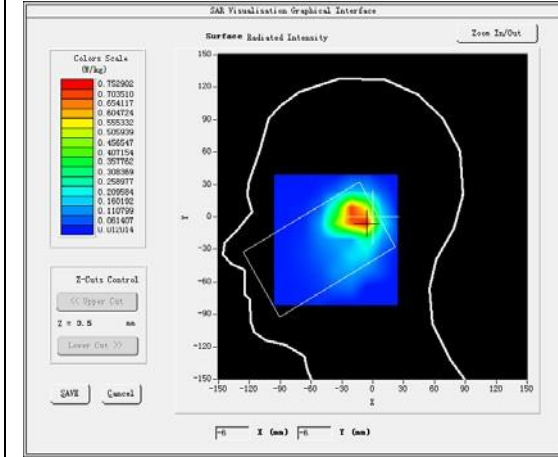 SAR Visualisation Graphical Interface
Surface Radiated Intensity
Zoom In/Out
Colors Scale
(W/kg)
0.752902
0.703510
0.654117
0.604724
0.555332
0.505939
0.456547
0.407154
0.357762
0.308369
0.258977
0.209584
0.160192
0.110799
0.061407
0.012014
Z-Cuts Control
<< Upper Cut
Z = 0.5 mm
Lower Cut >>
SAVE
Cancel
150
120
90
60
30
0
-30
-60
-90
-120
-150
Y
-150 -120 -90 -60 -30 0 30 60 90 120 150
X
-6 X (mm) -6 Y (mm)